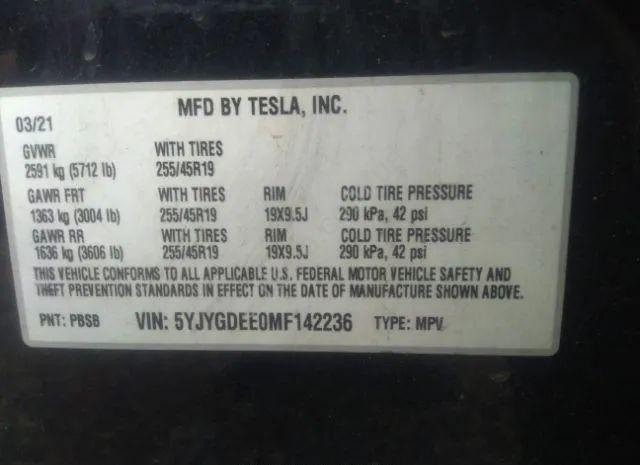 MFD BY TESLA, INC.
03/21
GVWR WITH TIRES
2591 kg (5712 lb) 255/45R19
GAWR FRT WITH TIRES RIM COLD TIRE PRESSURE
1363 kg (3004 lb) 255/45R19 19X9.5J 290 kPa, 42 psi
GAWR RR WITH TIRES RIM COLD TIRE PRESSURE
1636 kg (3606 lb) 255/45R19 19X9.5J 290 kPa, 42 psi
THIS VEHICLE CONFORMS TO ALL APPLICABLE U.S. FEDERAL MOTOR VEHICLE SAFETY AND
THEFT PREVENTION STANDARDS IN EFFECT ON THE DATE OF MANUFACTURE SHOWN ABOVE.
PNT: PBSB VIN: 5YJYGDEE0MF142236 TYPE: MPV